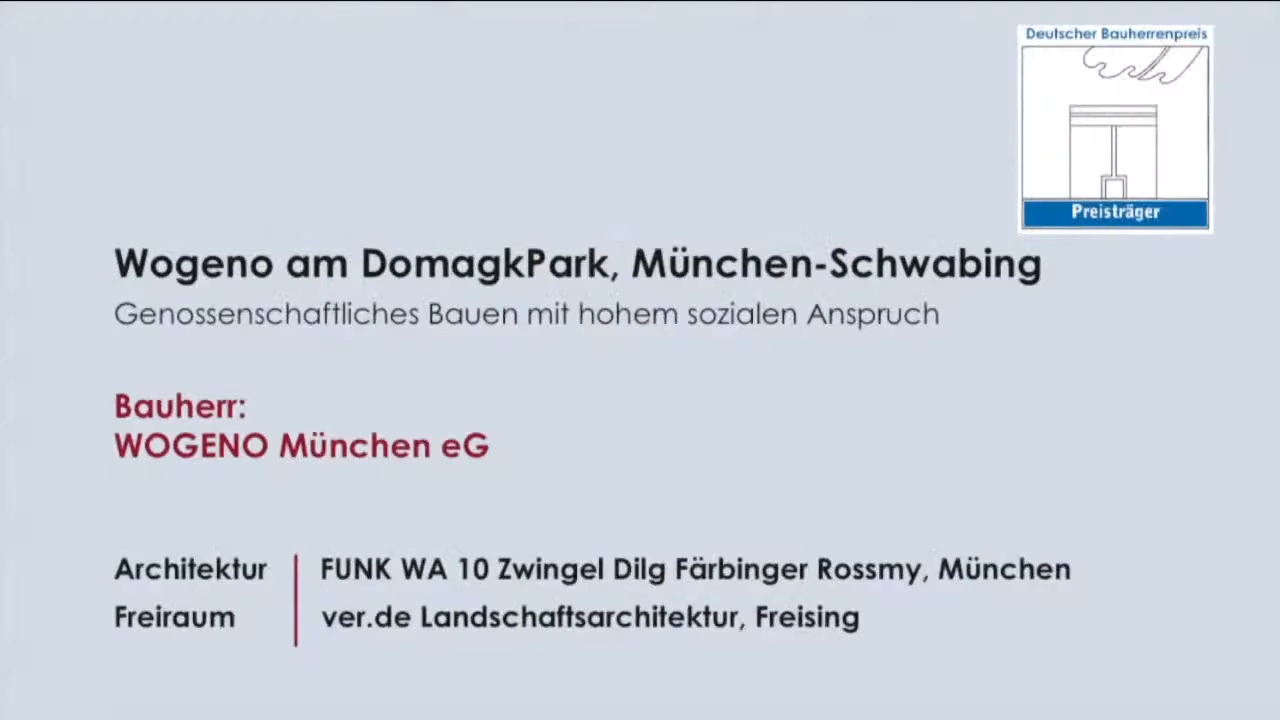 Deutscher Bauherrenpreis
Preisträger
Wogeno am DomagkPark, München-Schwabing
Genossenschaftliches Bauen mit hohem sozialen Anspruch
Bauherr:
WOGENO München eG
Architektur FUNK WA 10 Zwingel Dilg Färbinger Rossmy, München
Freiraum ver.de Landschaftsarchitektur, Freising